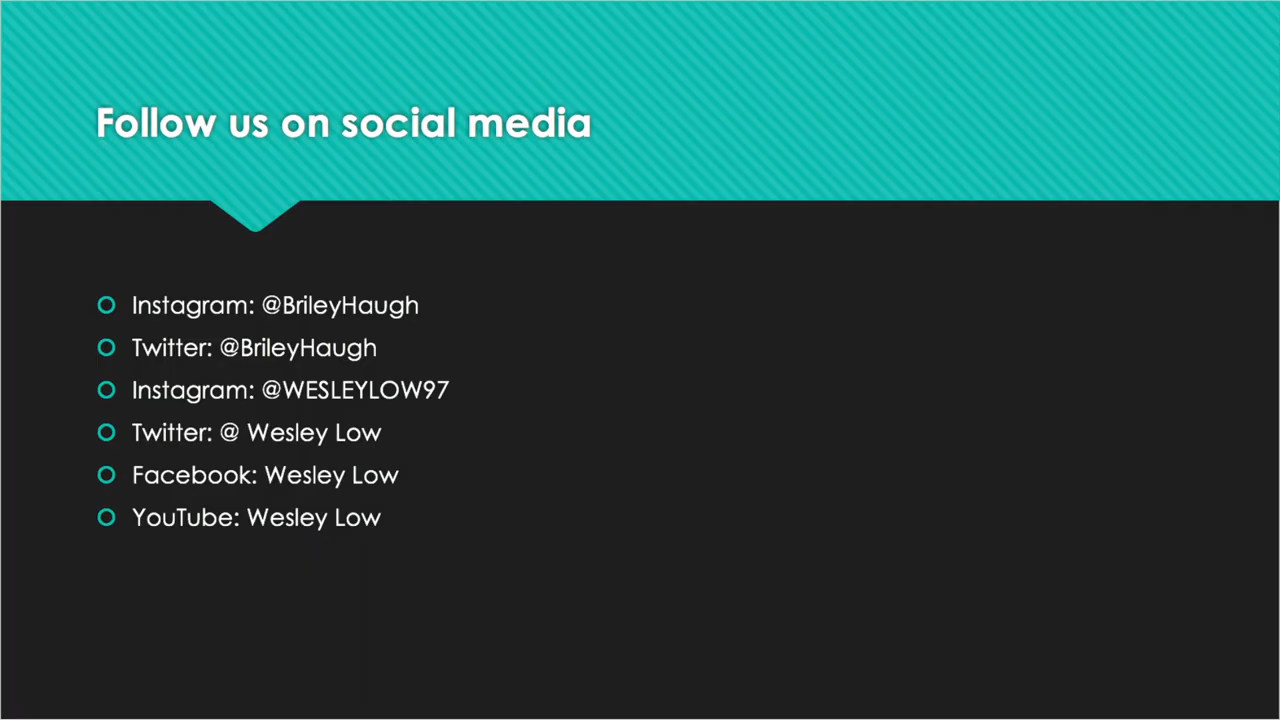 Follow us on social media
Instagram: @BrileyHaugh
Twitter: @BrileyHaugh
Instagram: @WESLEYLOW97
Twitter: @ Wesley Low
Facebook: Wesley Low
YouTube: Wesley Low